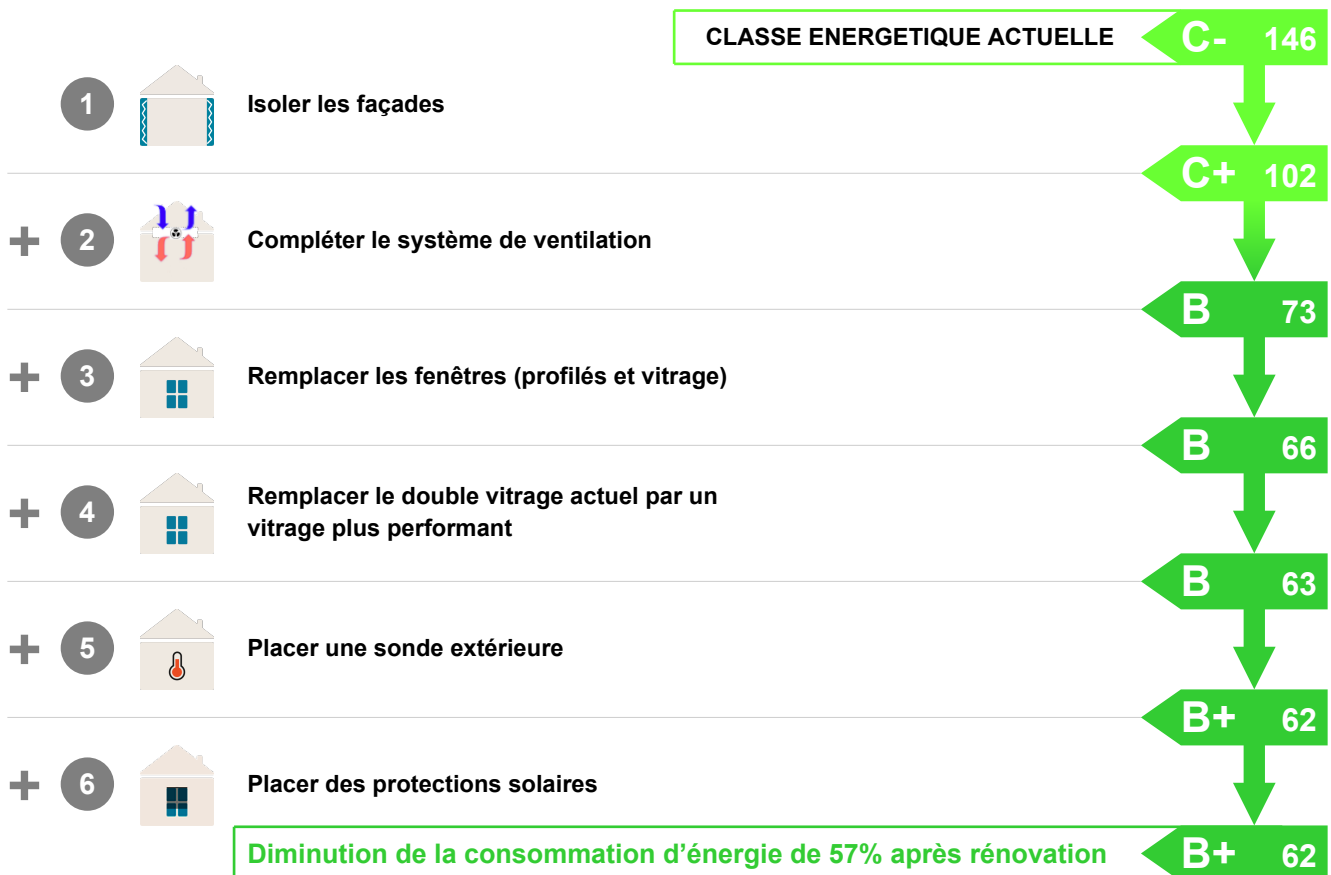 CLASSE ENERGETIQUE ACTUELLE C- 146
1 Isoler les façades
C+ 102
+ 2 Compléter le système de ventilation
B 73
+ 3 Remplacer les fenêtres (profilés et vitrage)
B 66
+ 4 Remplacer le double vitrage actuel par un
vitrage plus performant
B 63
+ 5 Placer une sonde extérieure
B+ 62
+ 6 Placer des protections solaires
Diminution de la consommation d’énergie de 57% après rénovation B+ 62